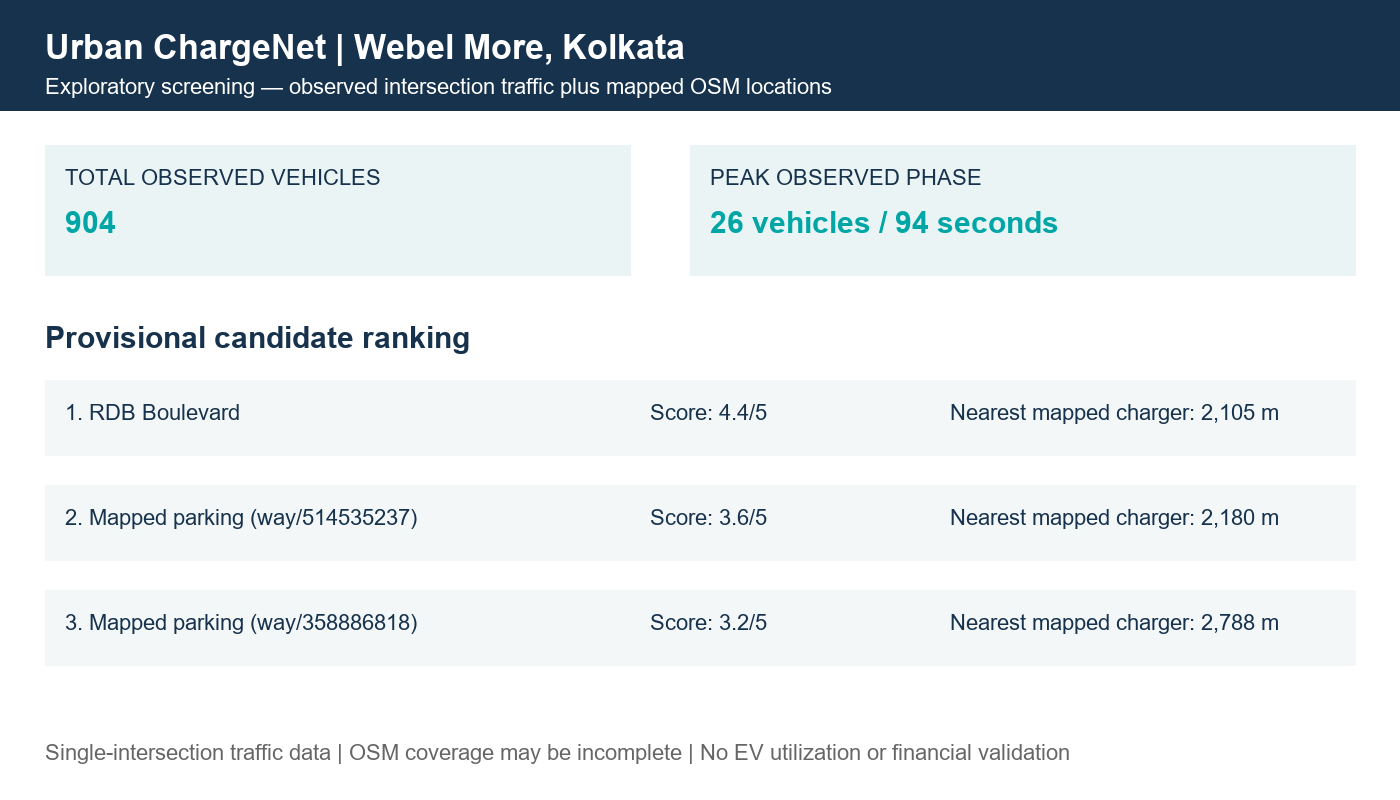 Urban ChargeNet | Webel More, Kolkata
Exploratory screening — observed intersection traffic plus mapped OSM locations
TOTAL OBSERVED VEHICLES
904
PEAK OBSERVED PHASE
26 vehicles / 94 seconds
Provisional candidate ranking
1. RDB Boulevard Score: 4.4/5 Nearest mapped charger: 2,105 m
2. Mapped parking (way/514535237) Score: 3.6/5 Nearest mapped charger: 2,180 m
3. Mapped parking (way/358886818) Score: 3.2/5 Nearest mapped charger: 2,788 m
Single-intersection traffic data | OSM coverage may be incomplete | No EV utilization or financial validation